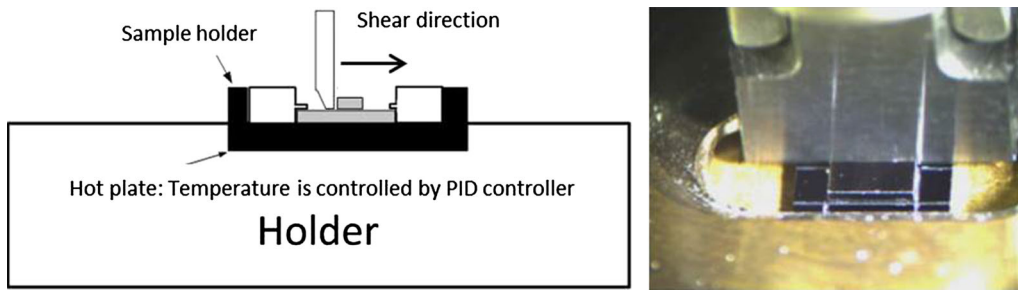 Shear direction
Sample holder
Hot plate: Temperature is controlled by PID controller
Holder